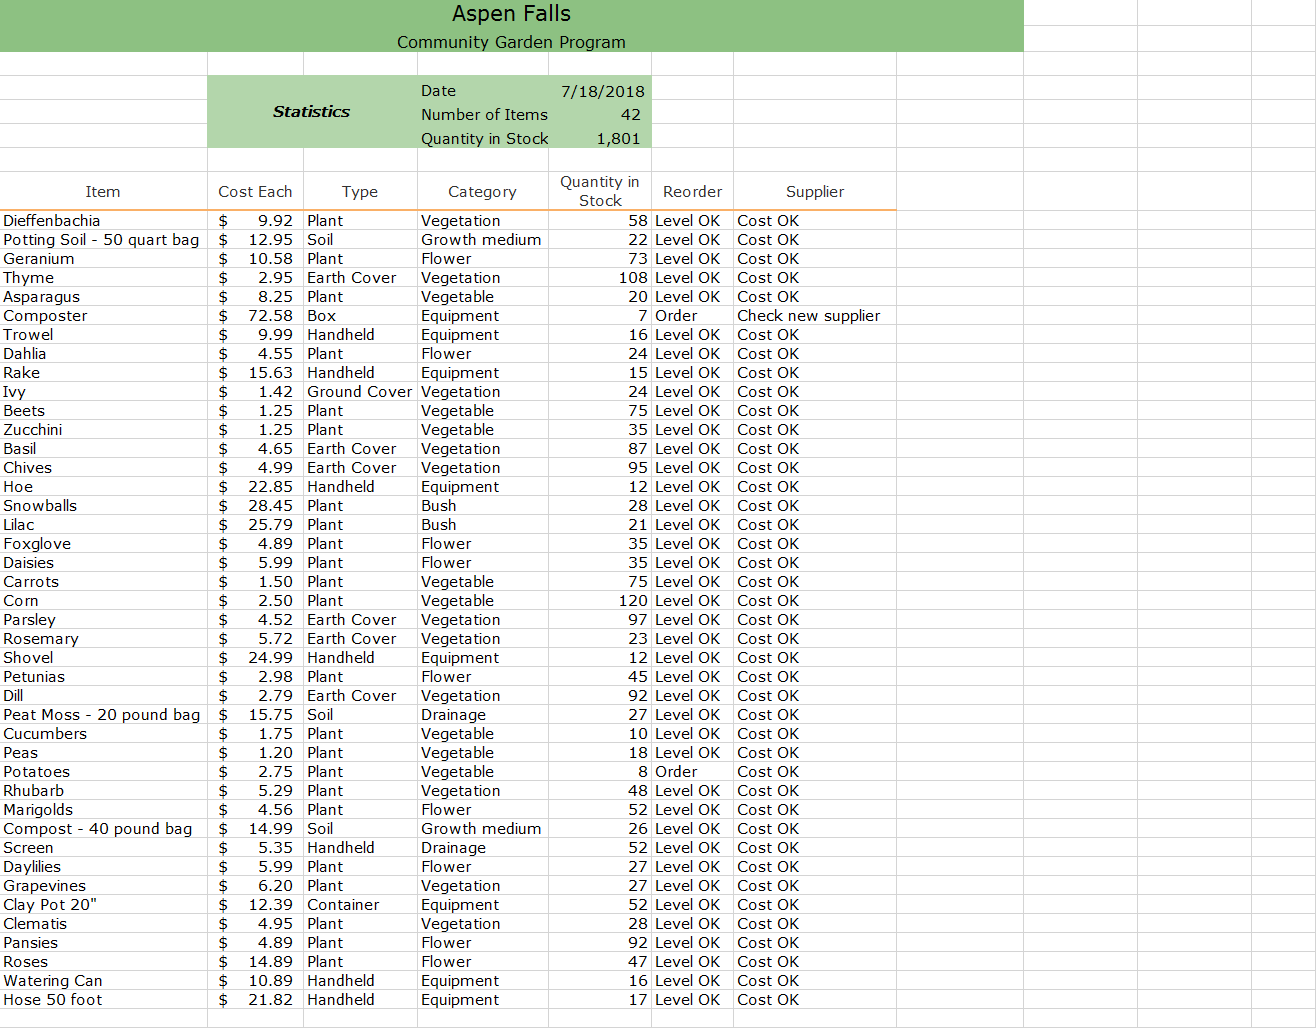 Aspen Falls
Community Garden Program
Statistics
Date 7/18/2018
Number of Items 42
Quantity in Stock 1,801
Item Cost Each Type Category Quantity in Stock Reorder Supplier
Dieffenbachia $ 9.92 Plant Vegetation 58 Level OK Cost OK
Potting Soil - 50 quart bag $ 12.95 Soil Growth medium 22 Level OK Cost OK
Geranium $ 10.58 Plant Flower 73 Level OK Cost OK
Thyme $ 2.95 Earth Cover Vegetation 108 Level OK Cost OK
Asparagus $ 8.25 Plant Vegetable 20 Level OK Cost OK
Composter $ 72.58 Box Equipment 7 Order Check new supplier
Trowel $ 9.99 Handheld Equipment 16 Level OK Cost OK
Dahlia $ 4.55 Plant Flower 24 Level OK Cost OK
Rake $ 15.63 Handheld Equipment 15 Level OK Cost OK
Ivy $ 1.42 Ground Cover Vegetation 24 Level OK Cost OK
Beets $ 1.25 Plant Vegetable 75 Level OK Cost OK
Zucchini $ 1.25 Plant Vegetable 35 Level OK Cost OK
Basil $ 4.65 Earth Cover Vegetation 87 Level OK Cost OK
Chives $ 4.99 Earth Cover Vegetation 95 Level OK Cost OK
Hoe $ 22.85 Handheld Equipment 12 Level OK Cost OK
Snowballs $ 28.45 Plant Bush 28 Level OK Cost OK
Lilac $ 25.79 Plant Bush 21 Level OK Cost OK
Foxglove $ 4.89 Plant Flower 35 Level OK Cost OK
Daisies $ 5.99 Plant Flower 35 Level OK Cost OK
Carrots $ 1.50 Plant Vegetable 75 Level OK Cost OK
Corn $ 2.50 Plant Vegetable 120 Level OK Cost OK
Parsley $ 4.52 Earth Cover Vegetation 97 Level OK Cost OK
Rosemary $ 5.72 Earth Cover Vegetation 23 Level OK Cost OK
Shovel $ 24.99 Handheld Equipment 12 Level OK Cost OK
Petunias $ 2.98 Plant Flower 45 Level OK Cost OK
Dill $ 2.79 Earth Cover Vegetation 92 Level OK Cost OK
Peat Moss - 20 pound bag $ 15.75 Soil Drainage 27 Level OK Cost OK
Cucumbers $ 1.75 Plant Vegetable 10 Level OK Cost OK
Peas $ 1.20 Plant Vegetable 18 Level OK Cost OK
Potatoes $ 2.75 Plant Vegetable 8 Order Cost OK
Rhubarb $ 5.29 Plant Vegetation 48 Level OK Cost OK
Marigolds $ 4.56 Plant Flower 52 Level OK Cost OK
Compost - 40 pound bag $ 14.99 Soil Growth medium 26 Level OK Cost OK
Screen $ 5.35 Handheld Drainage 52 Level OK Cost OK
Daylilies $ 5.99 Plant Flower 27 Level OK Cost OK
Grapevines $ 6.20 Plant Vegetation 27 Level OK Cost OK
Clay Pot 20" $ 12.39 Container Equipment 52 Level OK Cost OK
Clematis $ 4.95 Plant Vegetation 28 Level OK Cost OK
Pansies $ 4.89 Plant Flower 92 Level OK Cost OK
Roses $ 14.89 Plant Flower 47 Level OK Cost OK
Watering Can $ 10.89 Handheld Equipment 16 Level OK Cost OK
Hose 50 foot $ 21.82 Handheld Equipment 17 Level OK Cost OK